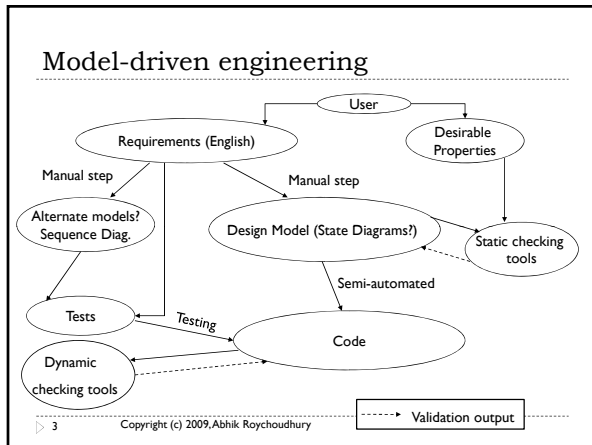 Model-driven engineering
User
Requirements (English)
Desirable
Properties
Manual step
Manual step
Alternate models?
Sequence Diag.
Design Model (State Diagrams?)
Static checking
tools
Semi-automated
Tests
Testing
Code
Dynamic
checking tools
Validation output
3
Copyright (c) 2009, Abhik Roychoudhury